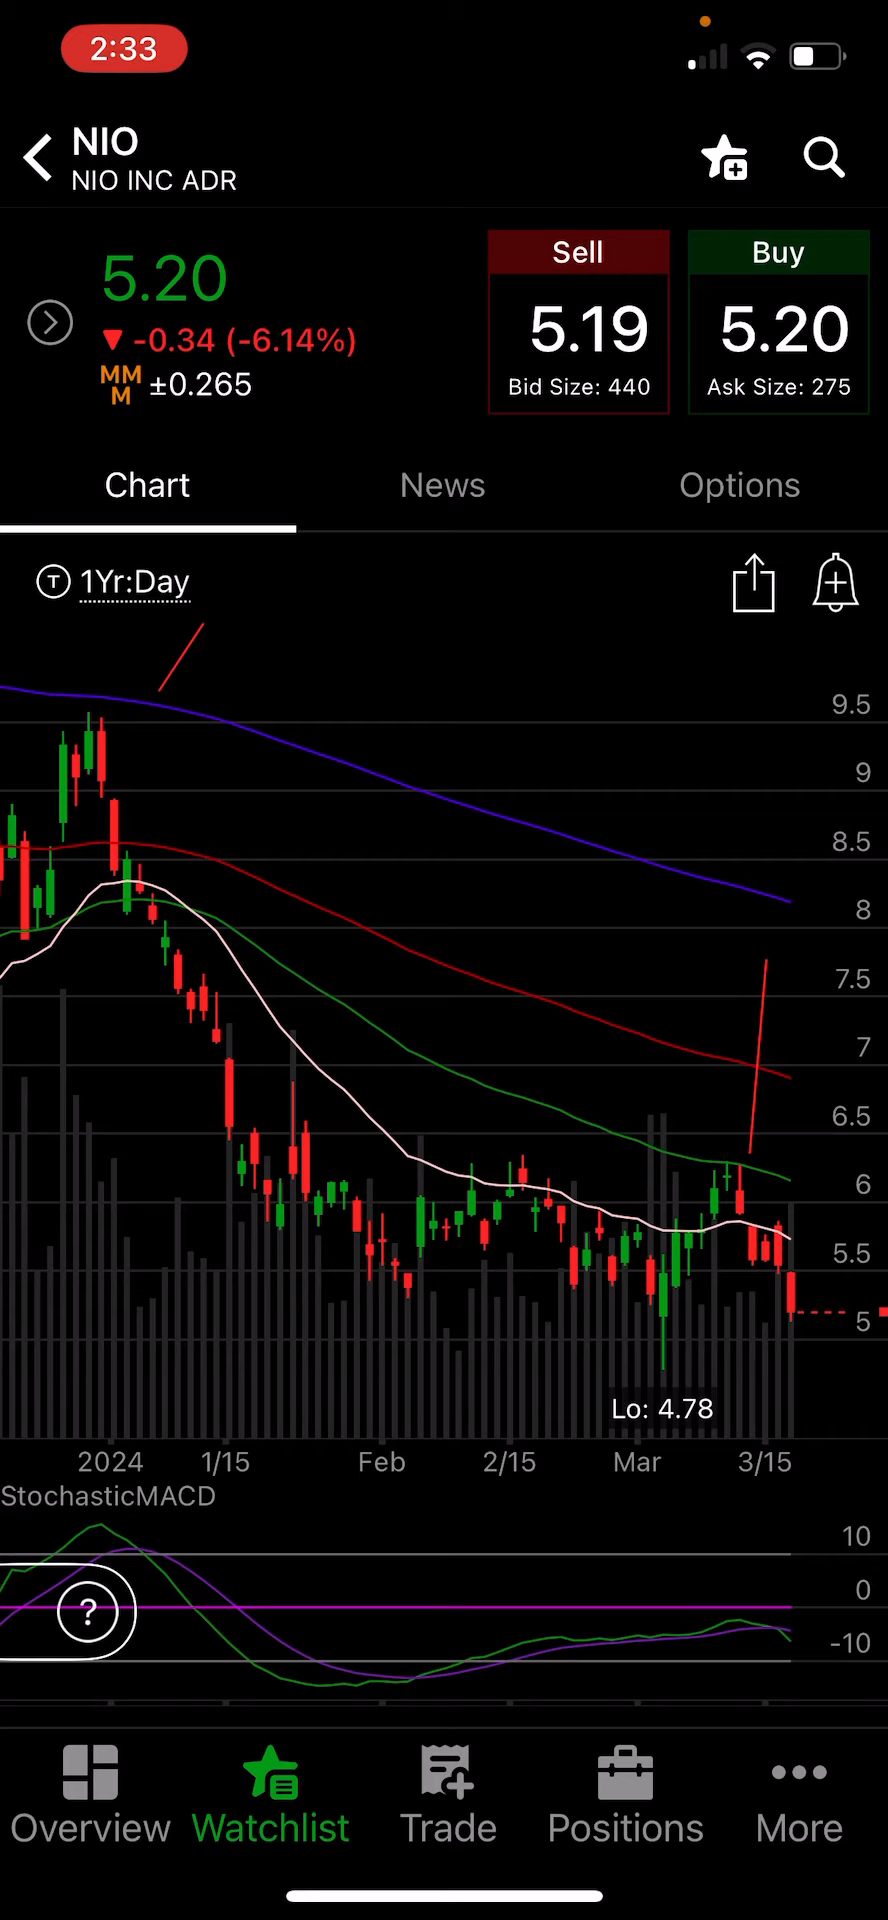 2:33
NIO
NIO INC ADR
5.20
-0.34 (-6.14%)
MM
M
±0.265
Sell
5.19
Bid Size: 440
Buy
5.20
Ask Size: 275
Chart
News
Options
T
1Yr:Day
9.5
9
8.5
8
7.5
7
6.5
6
5.5
5
Lo: 4.78
2024
1/15
Feb
2/15
Mar
3/15
StochasticMACD
10
0
-10
?
Overview
Watchlist
Trade
Positions
More